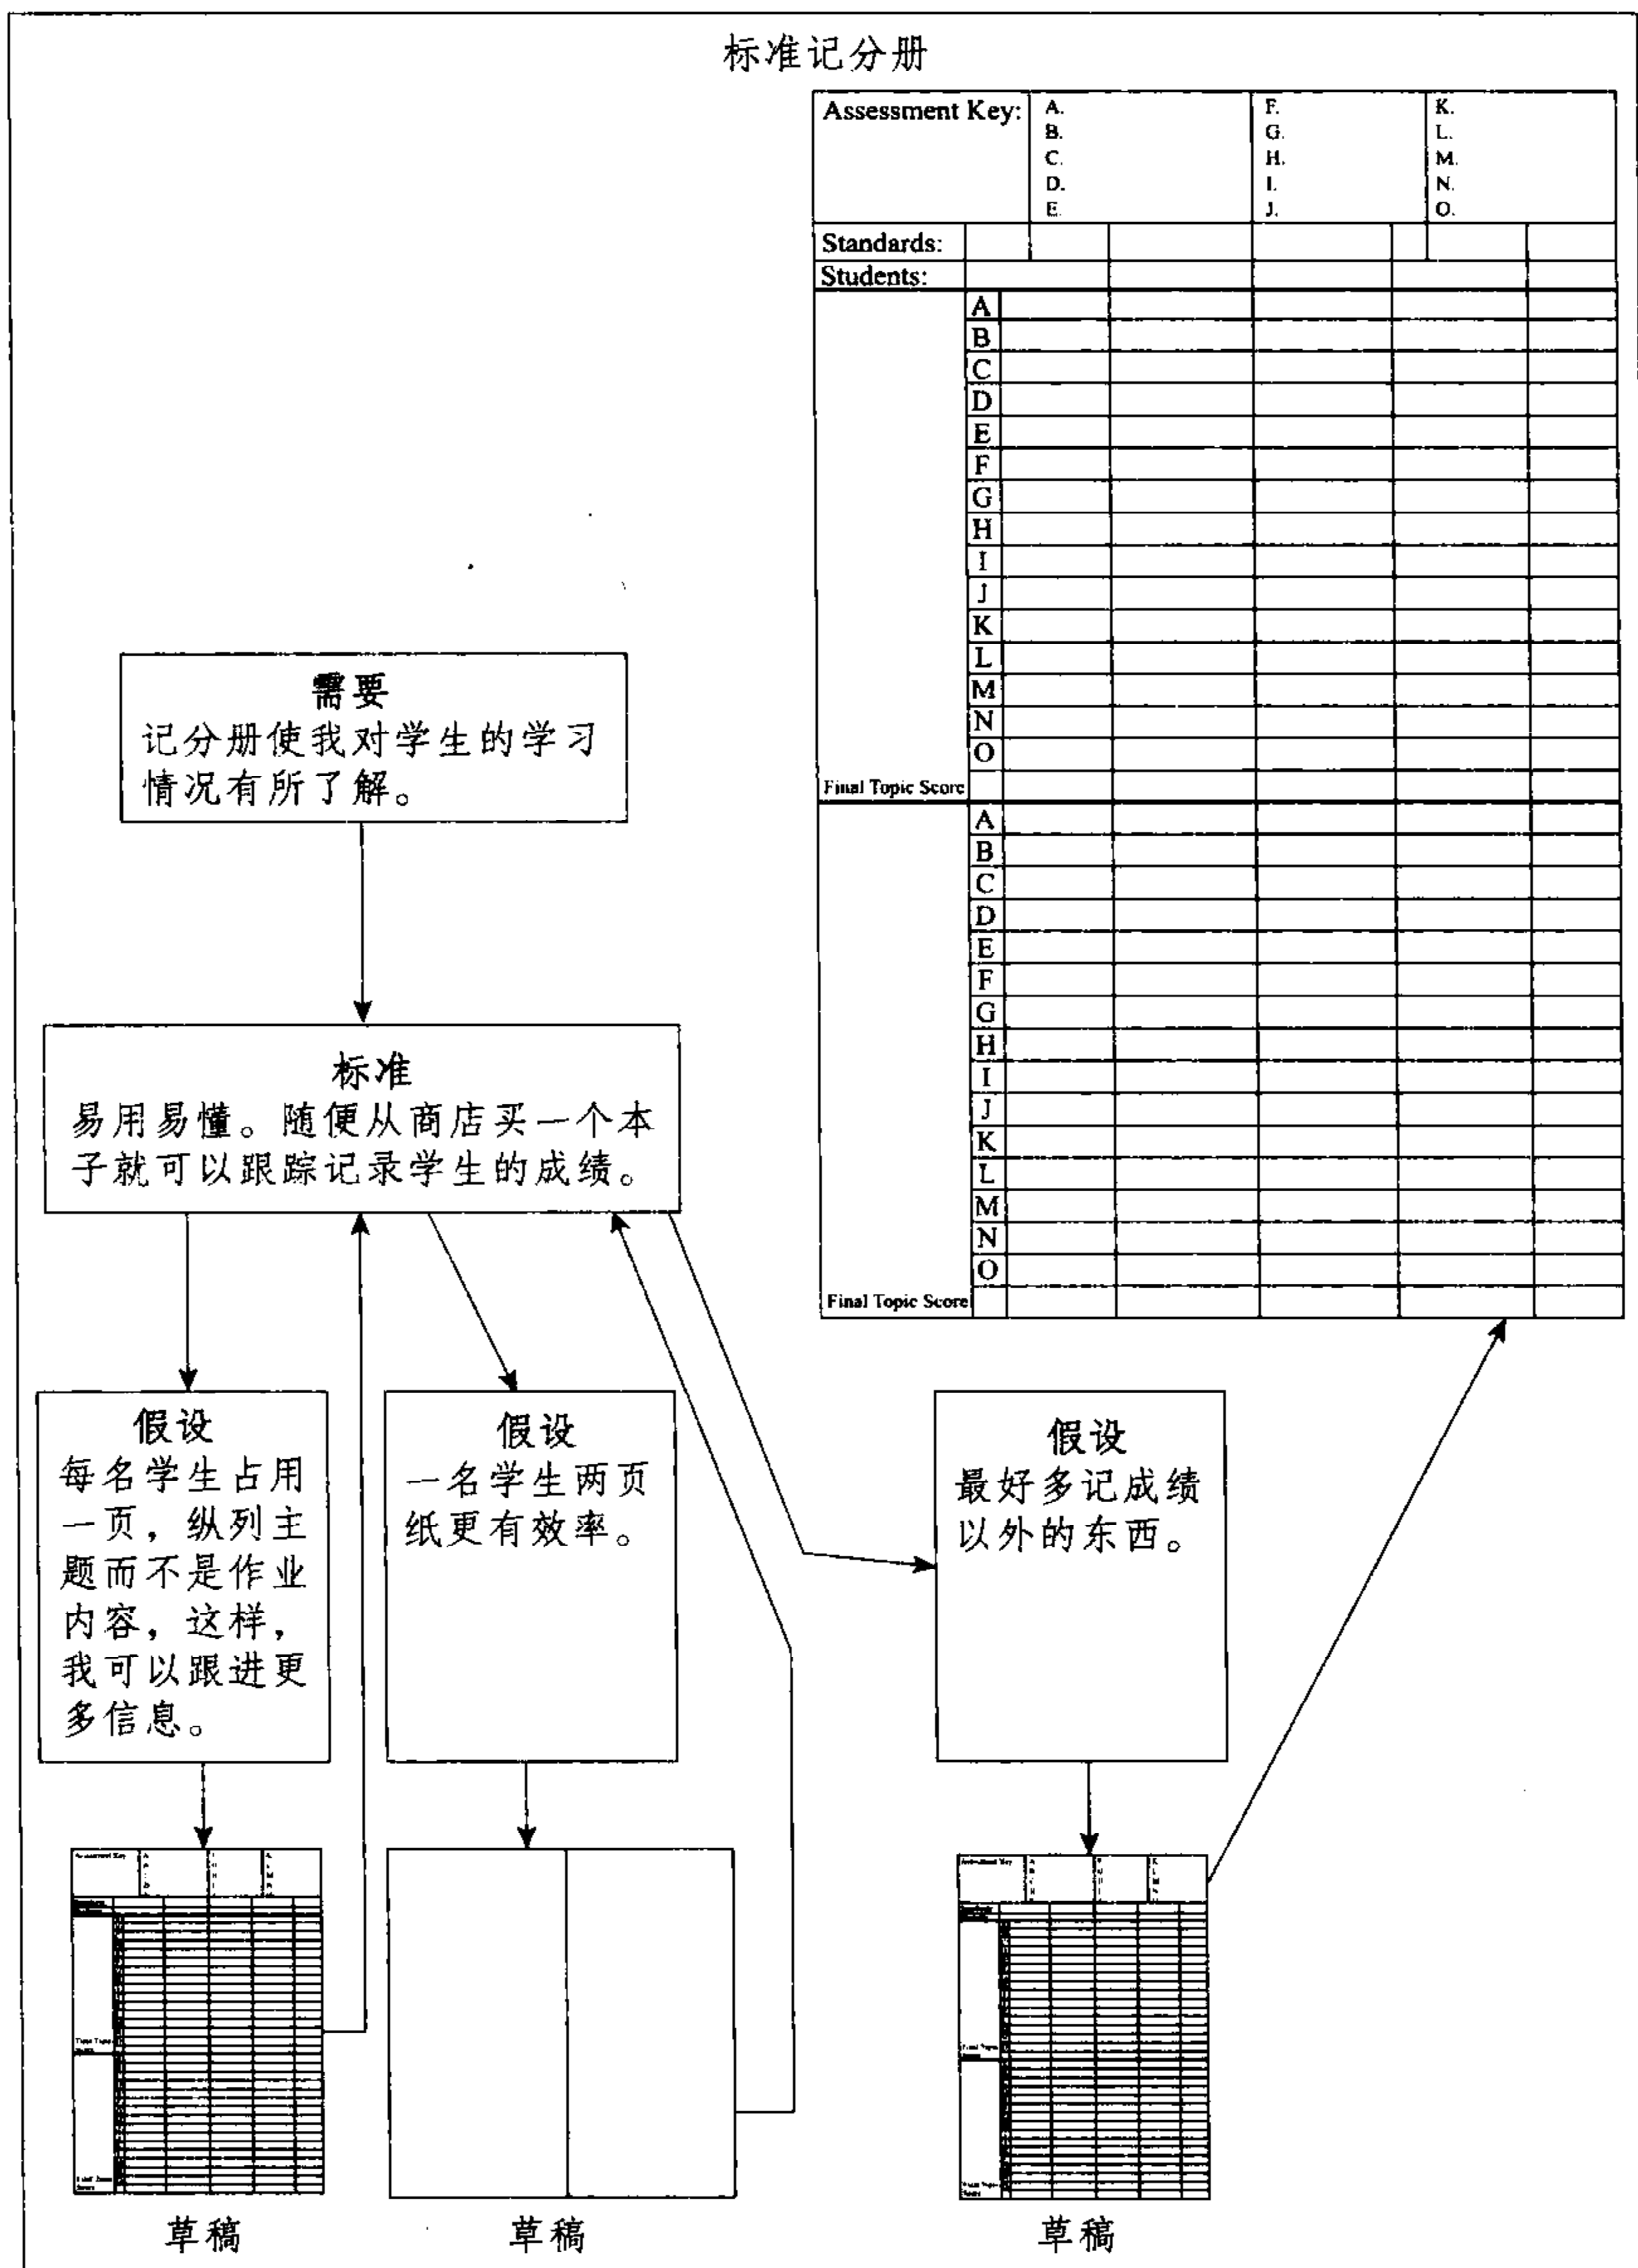 标准记分册
Assessment Key:
A.
B.
C.
D.
E.
F.
G.
H.
I.
J.
K.
L.
M.
N.
O.
Standards:
Students:
A
B
C
D
E
F
G
H
I
J
K
L
M
N
O
Final Topic Score
A
B
C
D
E
F
G
H
I
J
K
L
M
N
O
Final Topic Score
需要
记分册使我对学生的学习
情况有所了解。
标准
易用易懂。随便从商店买一个本
子就可以跟踪记录学生的成绩。
假设
每名学生占用
一页，纵列主
题而不是作业
内容，这样，
我可以跟进更
多信息。
假设
一名学生两页
纸更有效率。
假设
最好多记成绩
以外的东西。
Assessment Key
Assessment Key
草稿
草稿
草稿